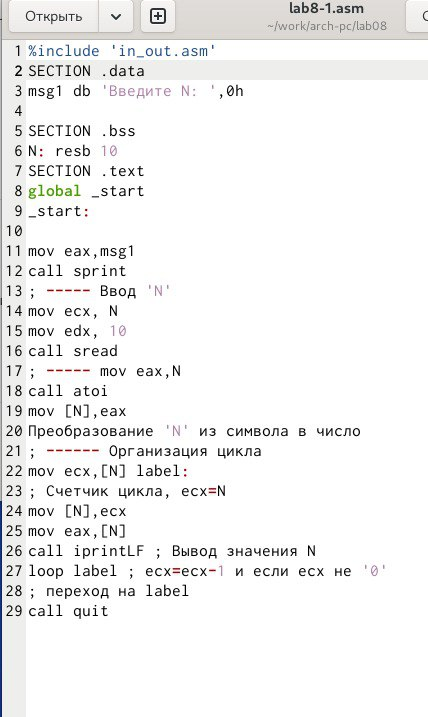 Открыть
lab8-1.asm
~/work/arch-pc/lab08
1 %include 'in_out.asm'
2 SECTION .data
3 msg1 db 'Введите N: ',0h
4
5 SECTION .bss
6 N: resb 10
7 SECTION .text
8 global _start
9 _start:
10
11 mov eax,msg1
12 call sprint
13 ; ----- Ввод 'N'
14 mov ecx, N
15 mov edx, 10
16 call sread
17 ; ----- mov eax,N
18 call atoi
19 mov [N],eax
20 Преобразование 'N' из символа в число
21 ; ------ Организация цикла
22 mov ecx,[N] label:
23 ; Счетчик цикла, ecx=N
24 mov [N],ecx
25 mov eax,[N]
26 call iprintLF ; Вывод значения N
27 loop label ; ecx=ecx-1 и если ecx не '0'
28 ; переход на label
29 call quit